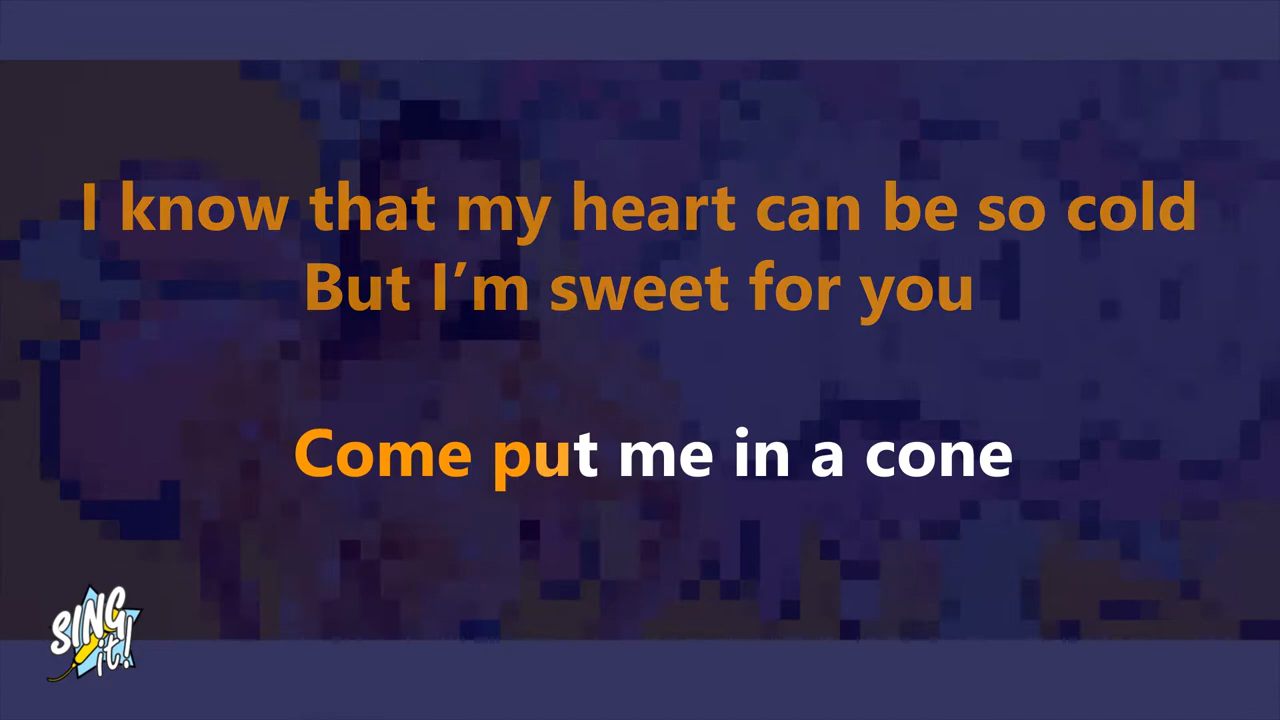 I know that my heart can be so cold
But I’m sweet for you
Come put me in a cone
SING
it!